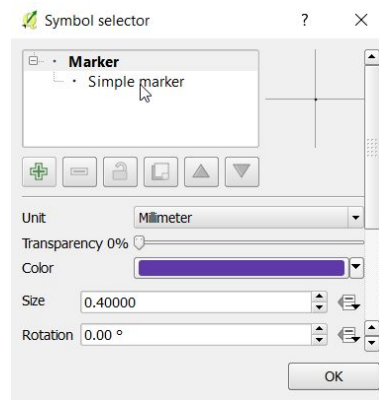 Symbol selector
?
Marker
Simple marker
Unit Millimeter
Transparency 0%
Color
Size 0.40000
Rotation 0.00 °
OK